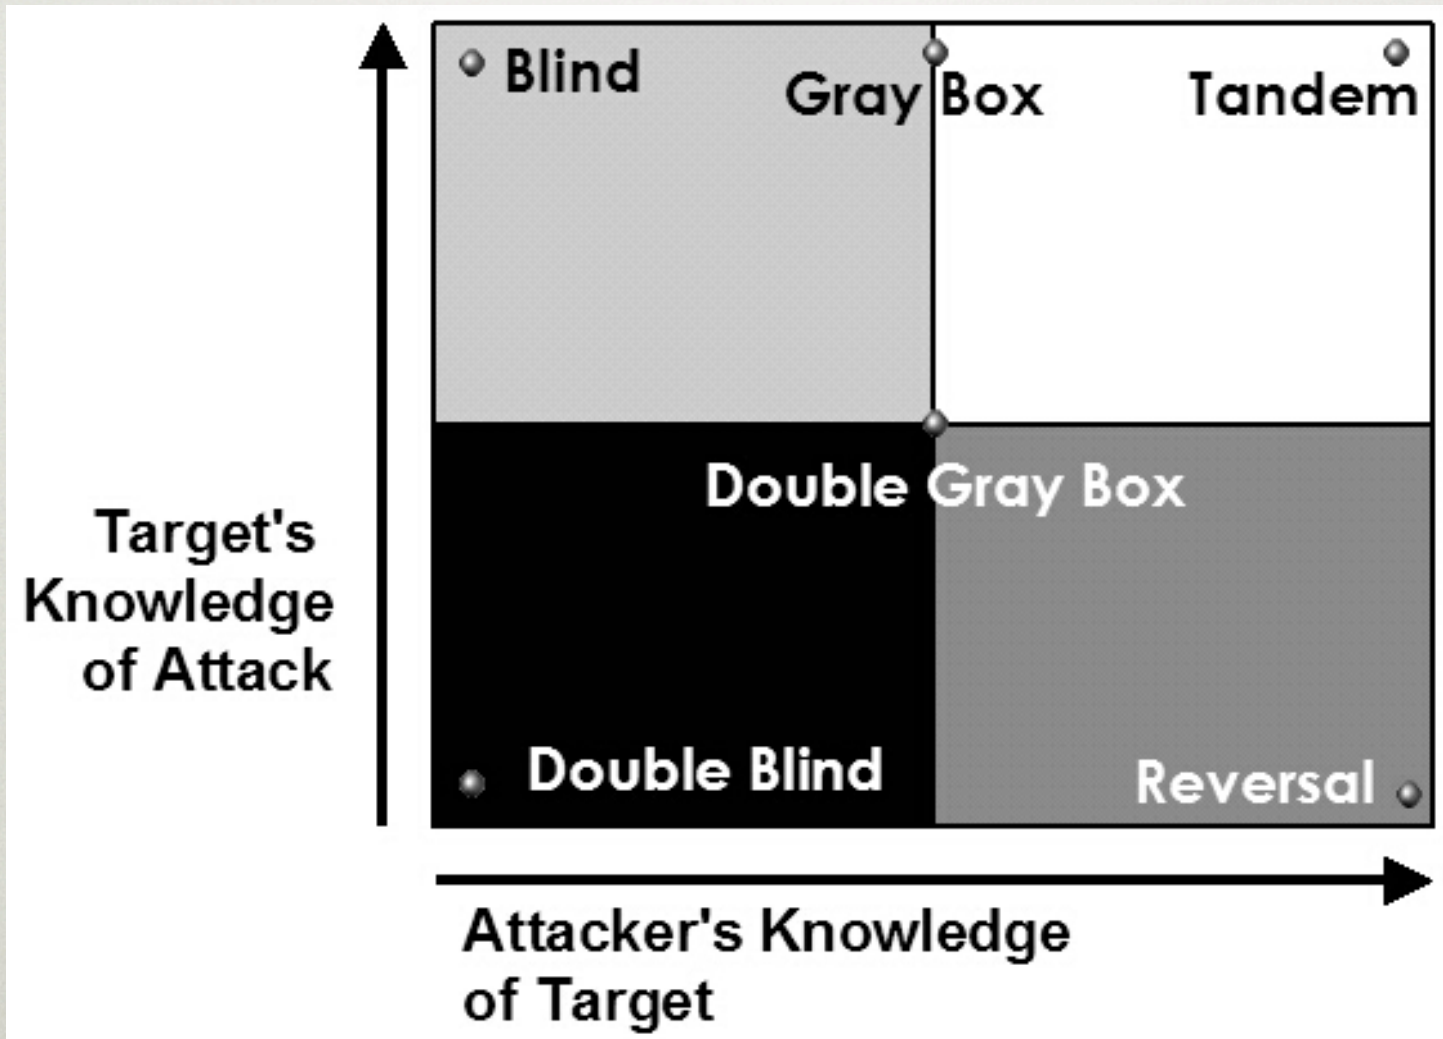 Blind
Gray Box
Tandem
Double Gray Box
Double Blind
Reversal
Target's
Knowledge
of Attack
Attacker's Knowledge
of Target